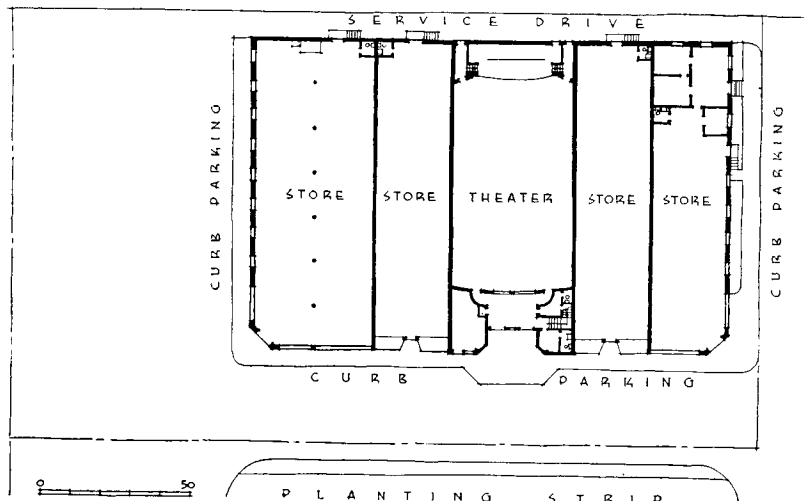 SERVICE DRIVE
CURB PARKING
STORE STORE THEATER STORE STORE
CURB PARKING
CURB PARKING
0 50
PLANTING STRIP